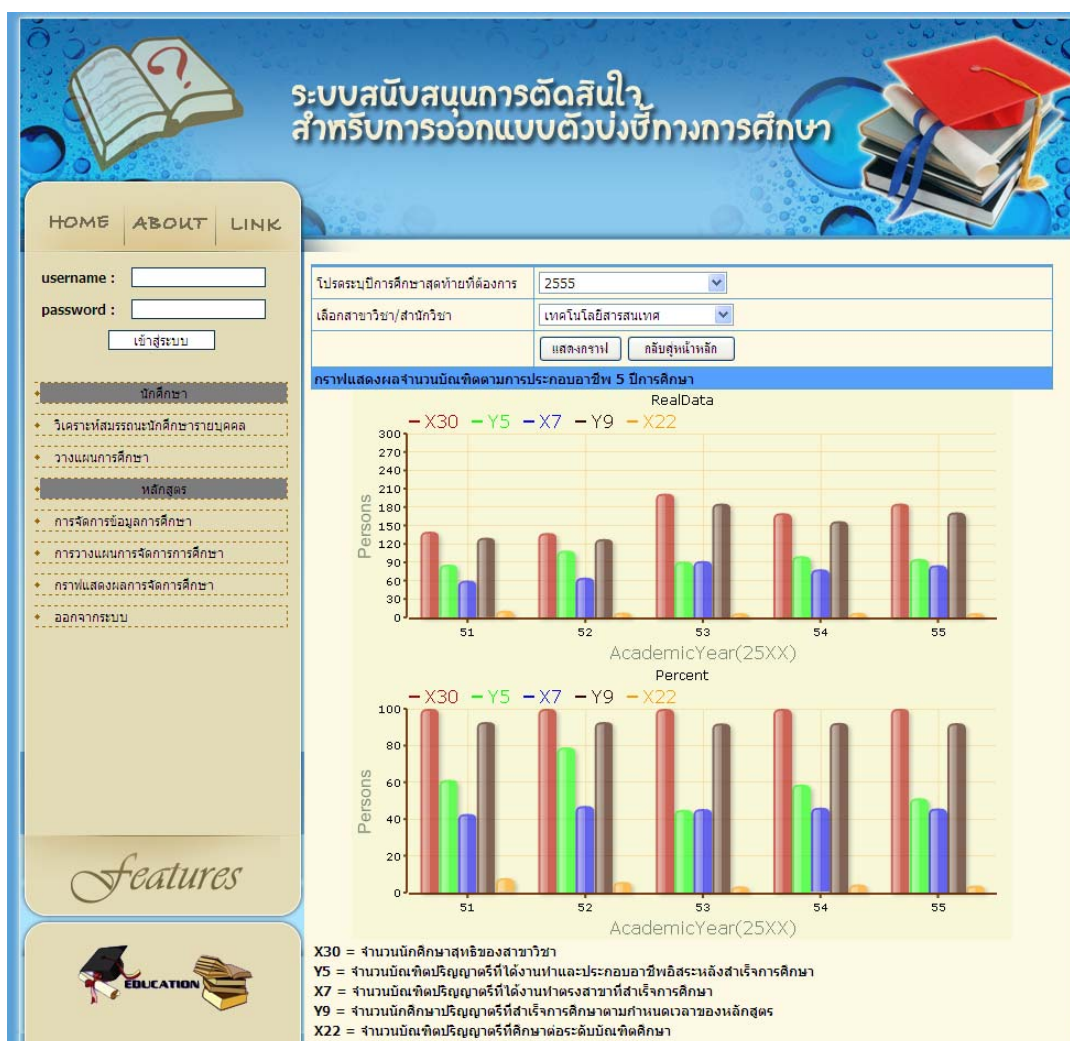 ระบบสนับสนุนการตัดสินใจ
สำหรับการออกแบบตัวบ่งชี้ทางการศึกษา
HOME ABOUT LINK
username :
password :
เข้าสู่ระบบ
นักศึกษา
วิเคราะห์สมรรถนะนักศึกษารายบุคคล
วางแผนการศึกษา
หลักสูตร
การจัดการข้อมูลการศึกษา
การวางแผนการจัดการการศึกษา
กราฟแสดงผลการจัดการศึกษา
ออกจากระบบ
features
EDUCATION
โปรดระบุปีการศึกษาสุดท้ายที่ต้องการ 2555
เลือกสาขาวิชา/สำนักวิชา เทคโนโลยีสารสนเทศ
แสดงกราฟ กลับสู่หน้าหลัก
กราฟแสดงผลจำนวนบัณฑิตตามการประกอบอาชีพ 5 ปีการศึกษา
RealData
X30 Y5 X7 Y9 X22
300
270
240
210
180
150
120
90
60
30
0
Persons
51 52 53 54 55
AcademicYear(25XX)
Percent
X30 Y5 X7 Y9 X22
100
80
60
40
20
0
Persons
51 52 53 54 55
AcademicYear(25XX)
X30 = จำนวนนักศึกษาสุทธิของสาขาวิชา
Y5 = จำนวนบัณฑิตปริญญาตรีที่ได้งานทำและประกอบอาชีพอิสระหลังสำเร็จการศึกษา
X7 = จำนวนบัณฑิตปริญญาตรีที่ได้งานทำตรงสาขาที่สำเร็จการศึกษา
Y9 = จำนวนนักศึกษาปริญญาตรีที่สำเร็จการศึกษาตามกำหนดเวลาของหลักสูตร
X22 = จำนวนบัณฑิตปริญญาตรีที่ศึกษาต่อระดับบัณฑิตศึกษา